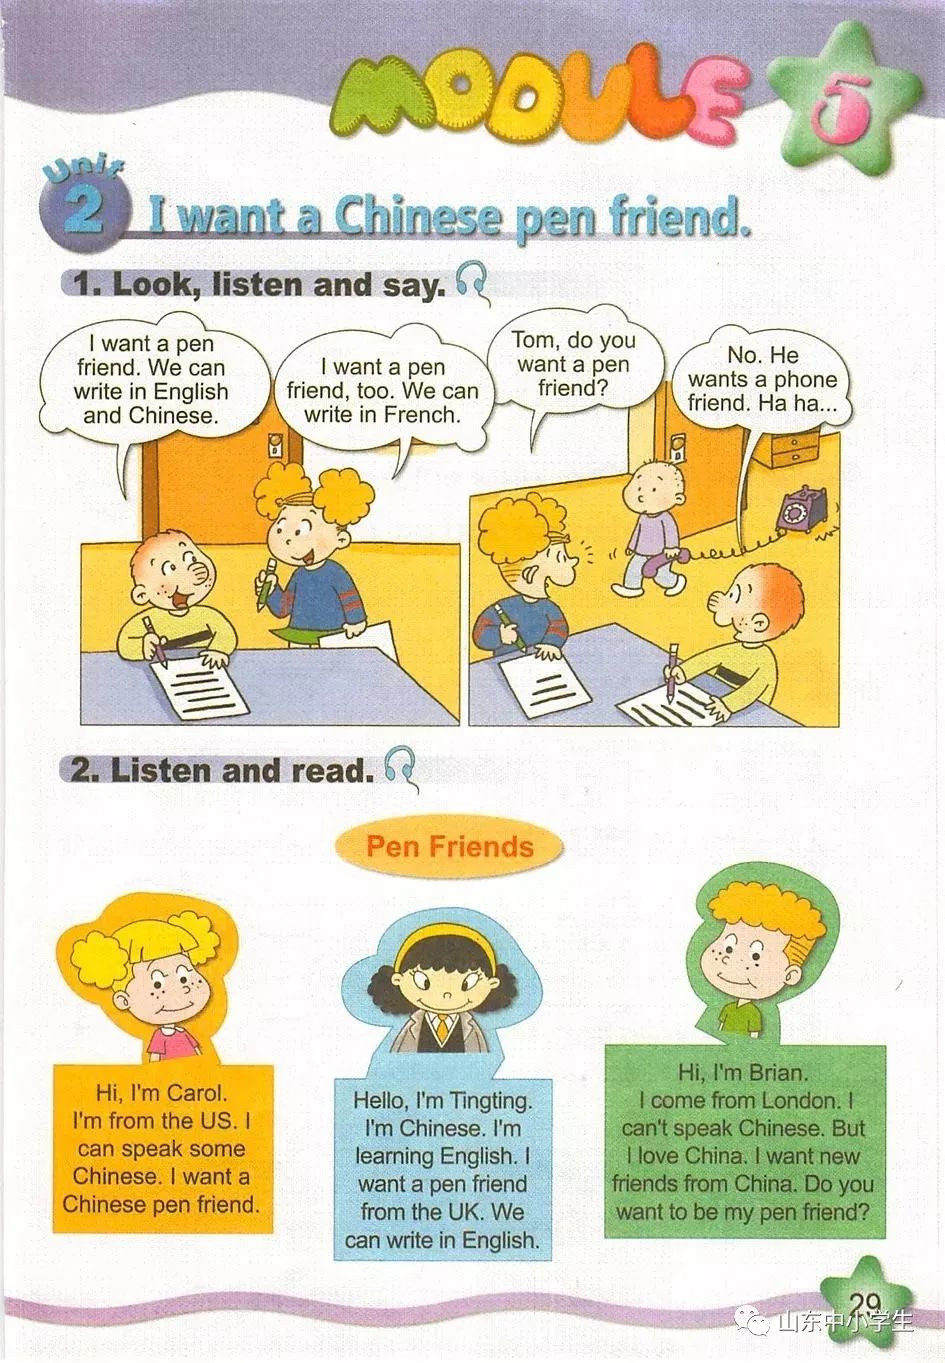 MODULE 5
Unit 2 I want a Chinese pen friend.
1. Look, listen and say.
I want a pen
friend. We can
write in English
and Chinese.
I want a pen
friend, too. We can
write in French.
Tom, do you
want a pen
friend?
No. He
wants a phone
friend. Ha ha...
2. Listen and read.
Pen Friends
Hi, I'm Carol.
I'm from the US. I
can speak some
Chinese. I want a
Chinese pen friend.
Hello, I'm Tingting.
I'm Chinese. I'm
learning English. I
want a pen friend
from the UK. We
can write in English.
Hi, I'm Brian.
I come from London. I
can't speak Chinese. But
I love China. I want new
friends from China. Do you
want to be my pen friend?
29
山东中小学生